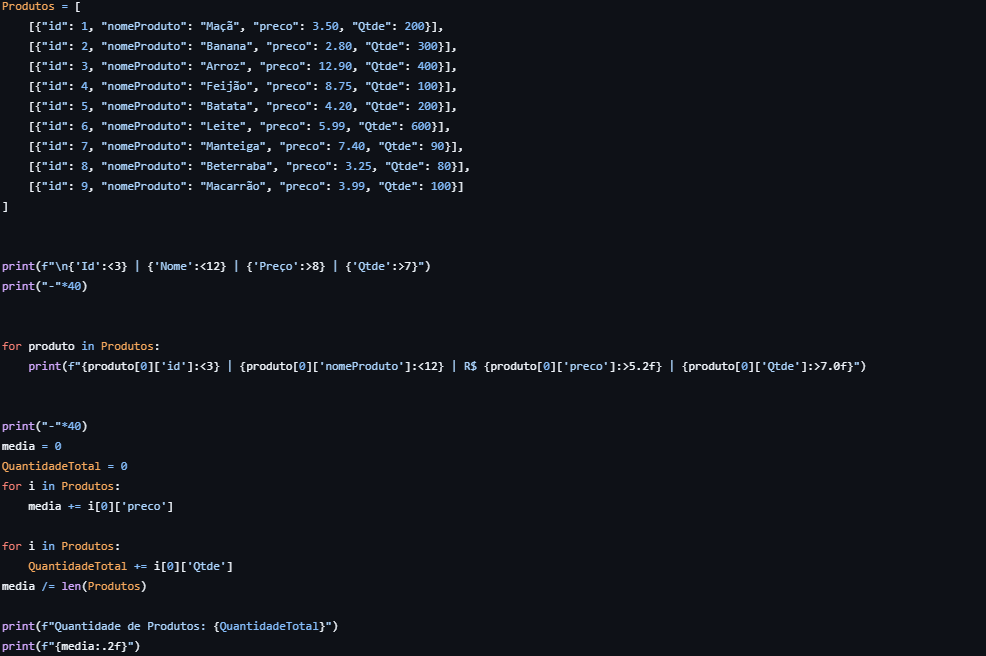 Produtos = [
    [{"id": 1, "nomeProduto": "Maçã", "preco": 3.50, "Qtde": 200}],
    [{"id": 2, "nomeProduto": "Banana", "preco": 2.80, "Qtde": 300}],
    [{"id": 3, "nomeProduto": "Arroz", "preco": 12.90, "Qtde": 400}],
    [{"id": 4, "nomeProduto": "Feijão", "preco": 8.75, "Qtde": 100}],
    [{"id": 5, "nomeProduto": "Batata", "preco": 4.20, "Qtde": 200}],
    [{"id": 6, "nomeProduto": "Leite", "preco": 5.99, "Qtde": 600}],
    [{"id": 7, "nomeProduto": "Manteiga", "preco": 7.40, "Qtde": 90}],
    [{"id": 8, "nomeProduto": "Beterraba", "preco": 3.25, "Qtde": 80}],
    [{"id": 9, "nomeProduto": "Macarrão", "preco": 3.99, "Qtde": 100}]
]
print(f"\n{'Id':<3} | {'Nome':<12} | {'Preço':>8} | {'Qtde':>7}")
print("-"*40)
for produto in Produtos:
    print(f"{produto[0]['id']:<3} | {produto[0]['nomeProduto']:<12} | R$ {produto[0]['preco']:>5.2f} | {produto[0]['Qtde']:>7.0f}")
print("-"*40)
media = 0
QuantidadeTotal = 0
for i in Produtos:
    media += i[0]['preco']
for i in Produtos:
    QuantidadeTotal += i[0]['Qtde']
media /= len(Produtos)
print(f"Quantidade de Produtos: {QuantidadeTotal}")
print(f"{media:.2f}")